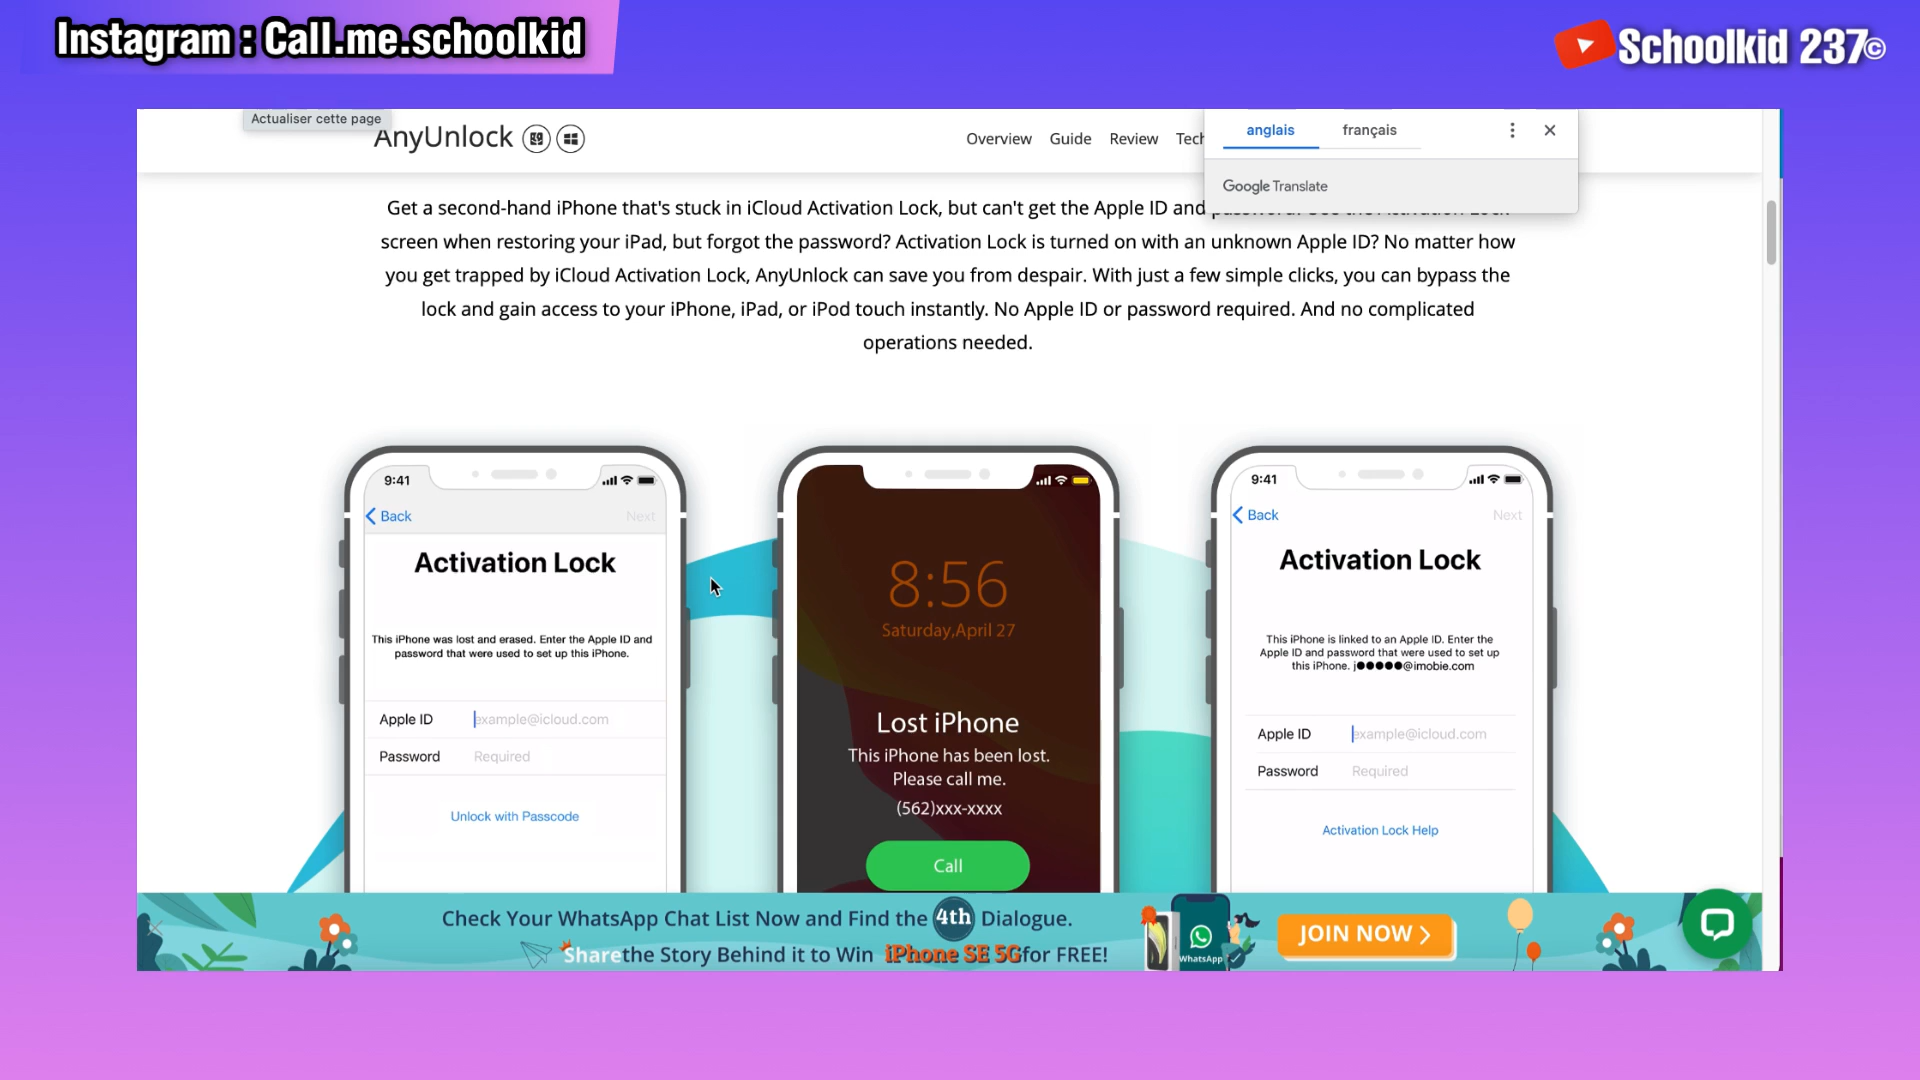 Instagram : Call.me.schoolkid
Schoolkid 237©
Actualiser cette page
AnyUnlock
Overview Guide Review Tech
anglais français
Google Translate
Get a second-hand iPhone that's stuck in iCloud Activation Lock, but can't get the Apple ID and
screen when restoring your iPad, but forgot the password? Activation Lock is turned on with an unknown Apple ID? No matter how
you get trapped by iCloud Activation Lock, AnyUnlock can save you from despair. With just a few simple clicks, you can bypass the
lock and gain access to your iPhone, iPad, or iPod touch instantly. No Apple ID or password required. And no complicated
operations needed.
9:41
Back Next
Activation Lock
This iPhone was lost and erased. Enter the Apple ID and
password that were used to set up this iPhone.
Apple ID example@icloud.com
Password Required
Unlock with Passcode
8:56
Saturday,April 27
Lost iPhone
This iPhone has been lost.
Please call me.
(562)xxx-xxxx
Call
9:41
Back Next
Activation Lock
This iPhone is linked to an Apple ID. Enter the
Apple ID and password that were used to set up
this iPhone. j●●●●●@imobie.com
Apple ID example@icloud.com
Password Required
Activation Lock Help
Check Your WhatsApp Chat List Now and Find the 4th Dialogue.
Share the Story Behind it to Win iPhone SE 5G for FREE!
WhatsApp
JOIN NOW >